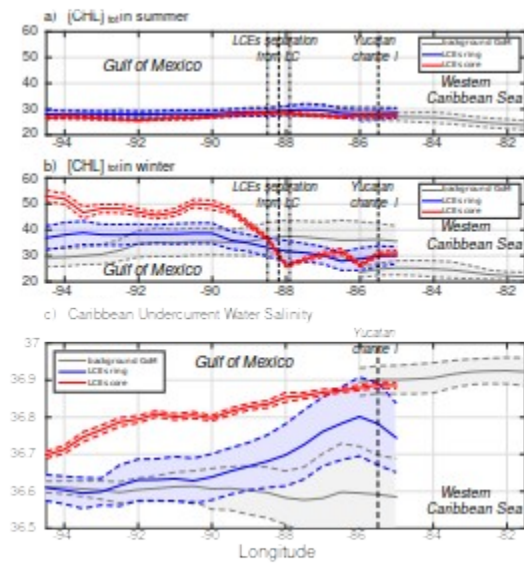 a) [CHL] tot in summer
60
50
40
30
20
LCEs separation
from LC
Yucatan
channel
Gulf of Mexico
background GoM
LCEs ring
LCEs core
Western
Caribbean Sea
-94 -92 -90 -88 -86 -84 -82
b) [CHL] tot in winter
60
50
40
30
20
LCEs separation
from LC
Yucatan
channel
background GoM
LCEs ring
LCEs core
Gulf of Mexico
Western
Caribbean Sea
-94 -92 -90 -88 -86 -84 -82
c) Caribbean Undercurrent Water Salinity
Yucatan
channel
37
36.9
36.8
36.7
36.6
36.5
background GoM
LCEs ring
LCEs core
Gulf of Mexico
Western
Caribbean Sea
-94 -92 -90 -88 -86 -84 -82
Longitude